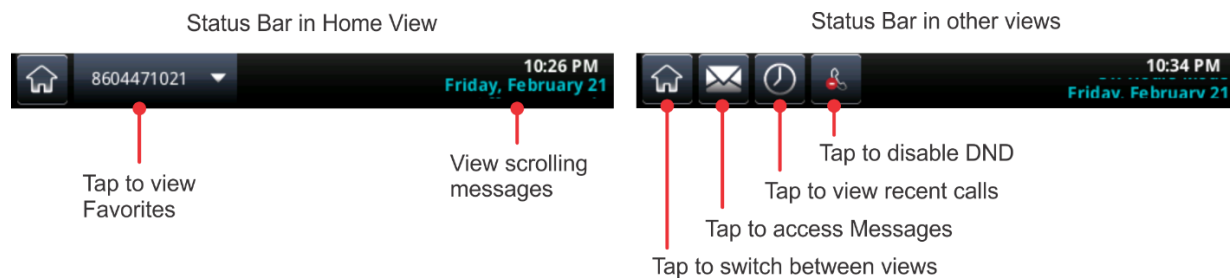 Status Bar in Home View
8604471021
10:26 PM
Friday, February 21
Tap to view
Favorites
View scrolling
messages
Status Bar in other views
10:34 PM
Friday, February 21
Tap to disable DND
Tap to view recent calls
Tap to access Messages
Tap to switch between views